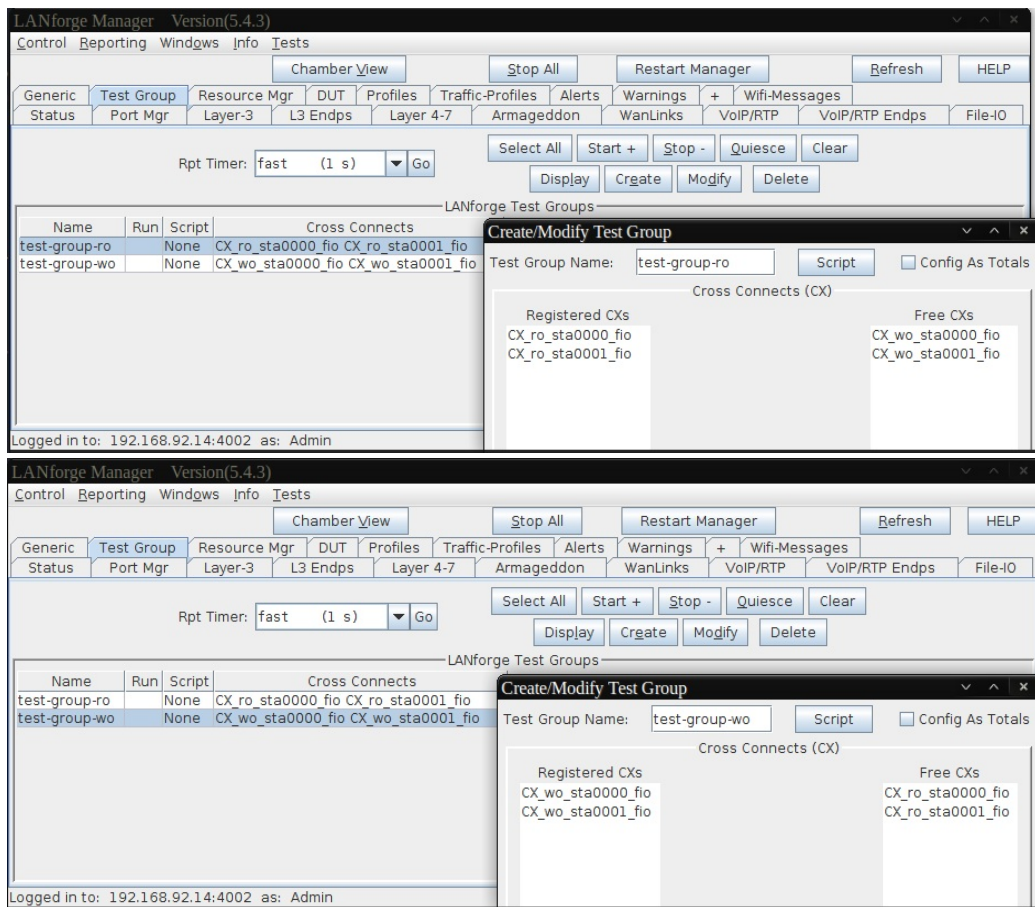 LANforge Manager Version(5.4.3)
Control Reporting Windows Info Tests
Chamber View Stop All Restart Manager Refresh HELP
Generic Test Group Resource Mgr DUT Profiles Traffic-Profiles Alerts Warnings + Wifi-Messages
Status Port Mgr Layer-3 L3 Endps Layer 4-7 Armageddon WanLinks VoIP/RTP VoIP/RTP Endps File-IO
Rpt Timer: fast (1 s) Go Select All Start + Stop - Quiesce Clear
Display Create Modify Delete
LANforge Test Groups
Name Run Script Cross Connects
test-group-ro None CX_ro_sta0000_fio CX_ro_sta0001_fio
test-group-wo None CX_wo_sta0000_fio CX_wo_sta0001_fio
Create/Modify Test Group
Test Group Name: test-group-ro Script Config As Totals
Cross Connects (CX)
Registered CXs Free CXs
CX_ro_sta0000_fio CX_wo_sta0000_fio
CX_ro_sta0001_fio CX_wo_sta0001_fio
Logged in to: 192.168.92.14:4002 as: Admin
LANforge Manager Version(5.4.3)
Control Reporting Windows Info Tests
Chamber View Stop All Restart Manager Refresh HELP
Generic Test Group Resource Mgr DUT Profiles Traffic-Profiles Alerts Warnings + Wifi-Messages
Status Port Mgr Layer-3 L3 Endps Layer 4-7 Armageddon WanLinks VoIP/RTP VoIP/RTP Endps File-IO
Rpt Timer: fast (1 s) Go Select All Start + Stop - Quiesce Clear
Display Create Modify Delete
LANforge Test Groups
Name Run Script Cross Connects
test-group-ro None CX_ro_sta0000_fio CX_ro_sta0001_fio
test-group-wo None CX_wo_sta0000_fio CX_wo_sta0001_fio
Create/Modify Test Group
Test Group Name: test-group-wo Script Config As Totals
Cross Connects (CX)
Registered CXs Free CXs
CX_wo_sta0000_fio CX_ro_sta0000_fio
CX_wo_sta0001_fio CX_ro_sta0001_fio
Logged in to: 192.168.92.14:4002 as: Admin